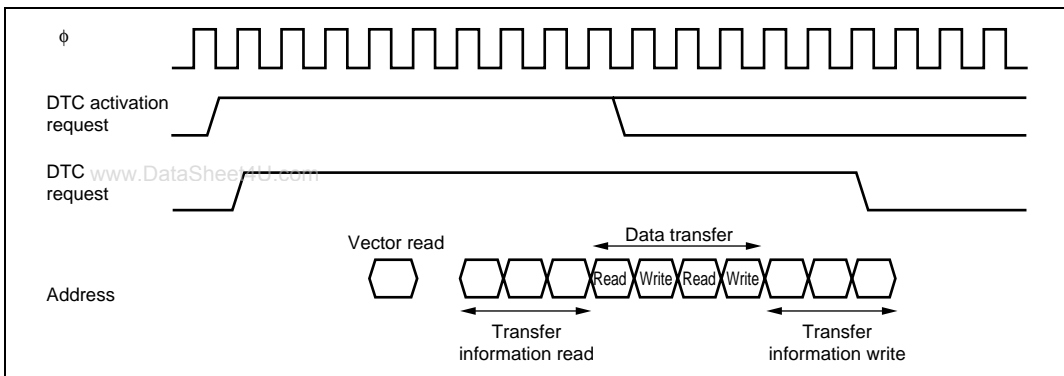 φ
DTC activation
request
DTC
request
www.DataSheet4U.com
Vector read
Data transfer
Read Write Read Write
Address
Transfer
information read
Transfer
information write